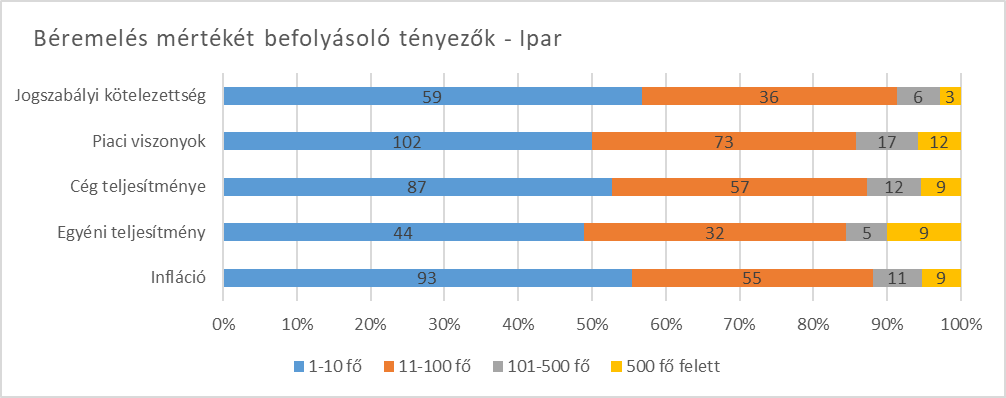 Béremelés mértékét befolyásoló tényezők - Ipar
Jogszabályi kötelezettség 59 36 6 3
Piaci viszonyok 102 73 17 12
Cég teljesítménye 87 57 12 9
Egyéni teljesítmény 44 32 5 9
Infláció 93 55 11 9
0% 10% 20% 30% 40% 50% 60% 70% 80% 90% 100%
1-10 fő 11-100 fő 101-500 fő 500 fő felett